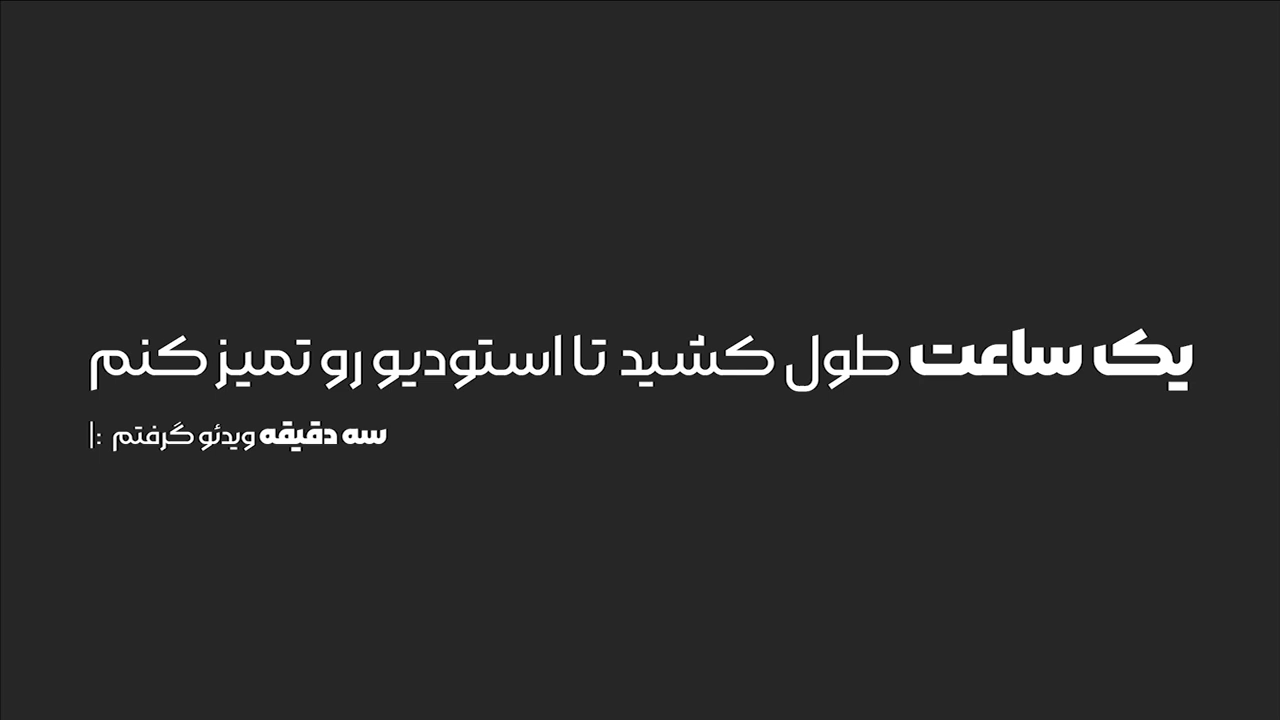 یک ساعت طول کشید تا استودیو رو تمیز کنم
سه دقیقه ویدئو گرفتم :|